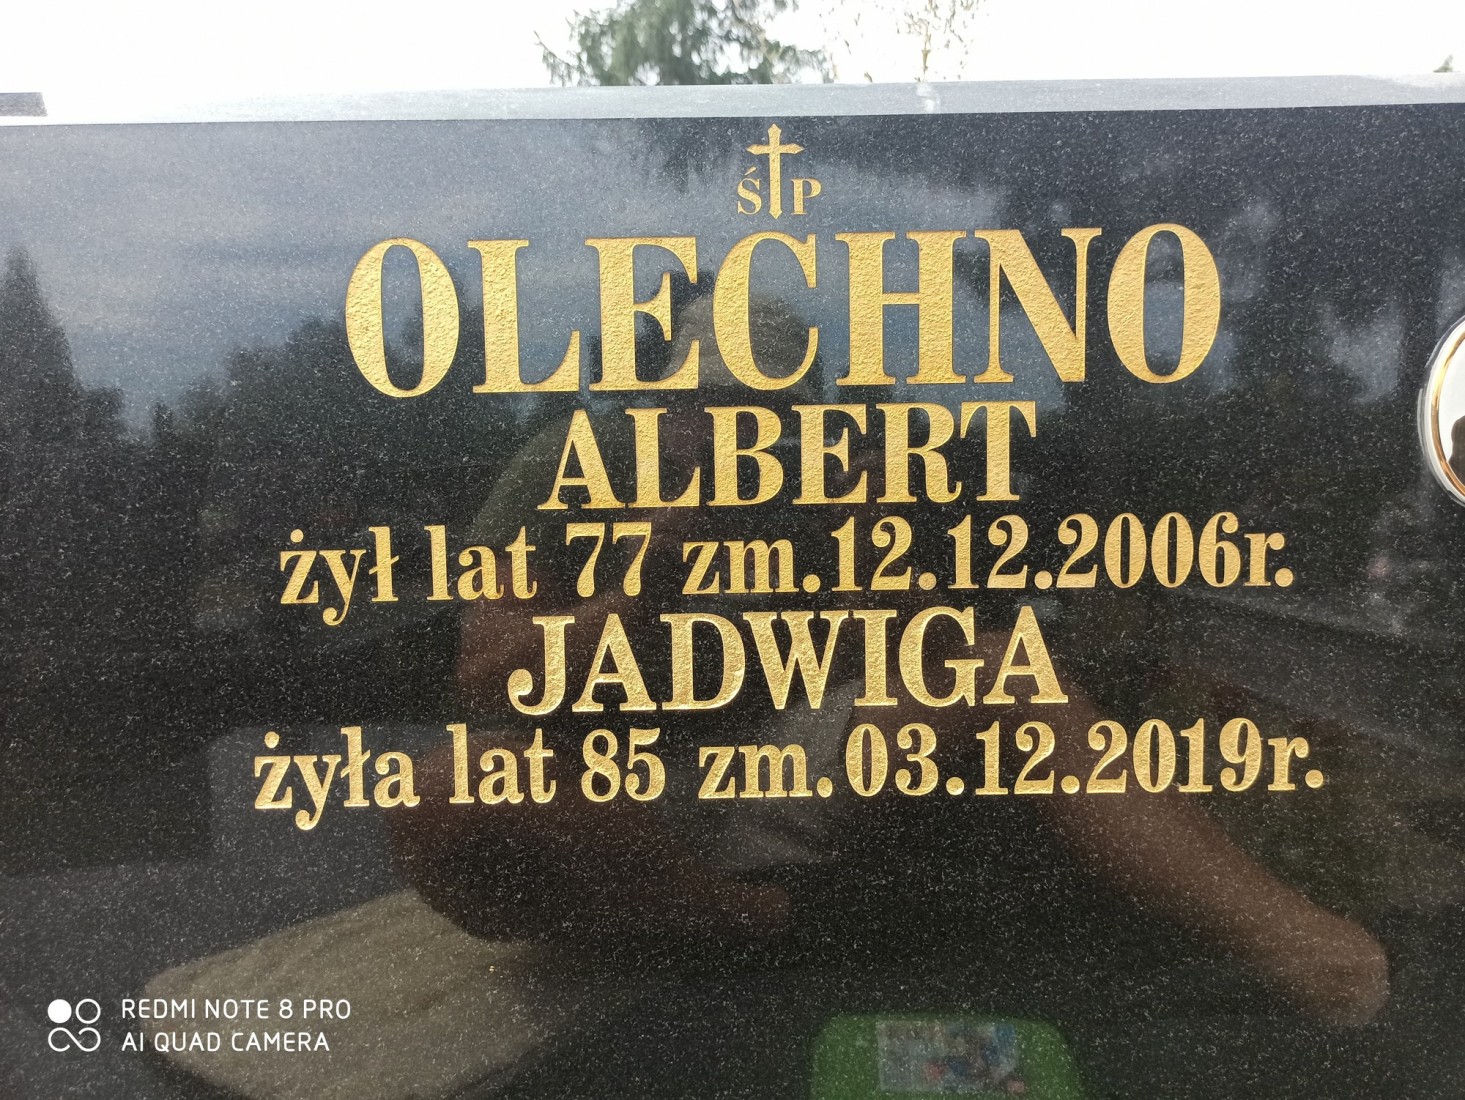 Ś P
OLECHNO
ALBERT
żył lat 77 zm. 12.12.2006r.
JADWIGA
żyła lat 85 zm. 03.12.2019r.
REDMI NOTE 8 PRO
AI QUAD CAMERA